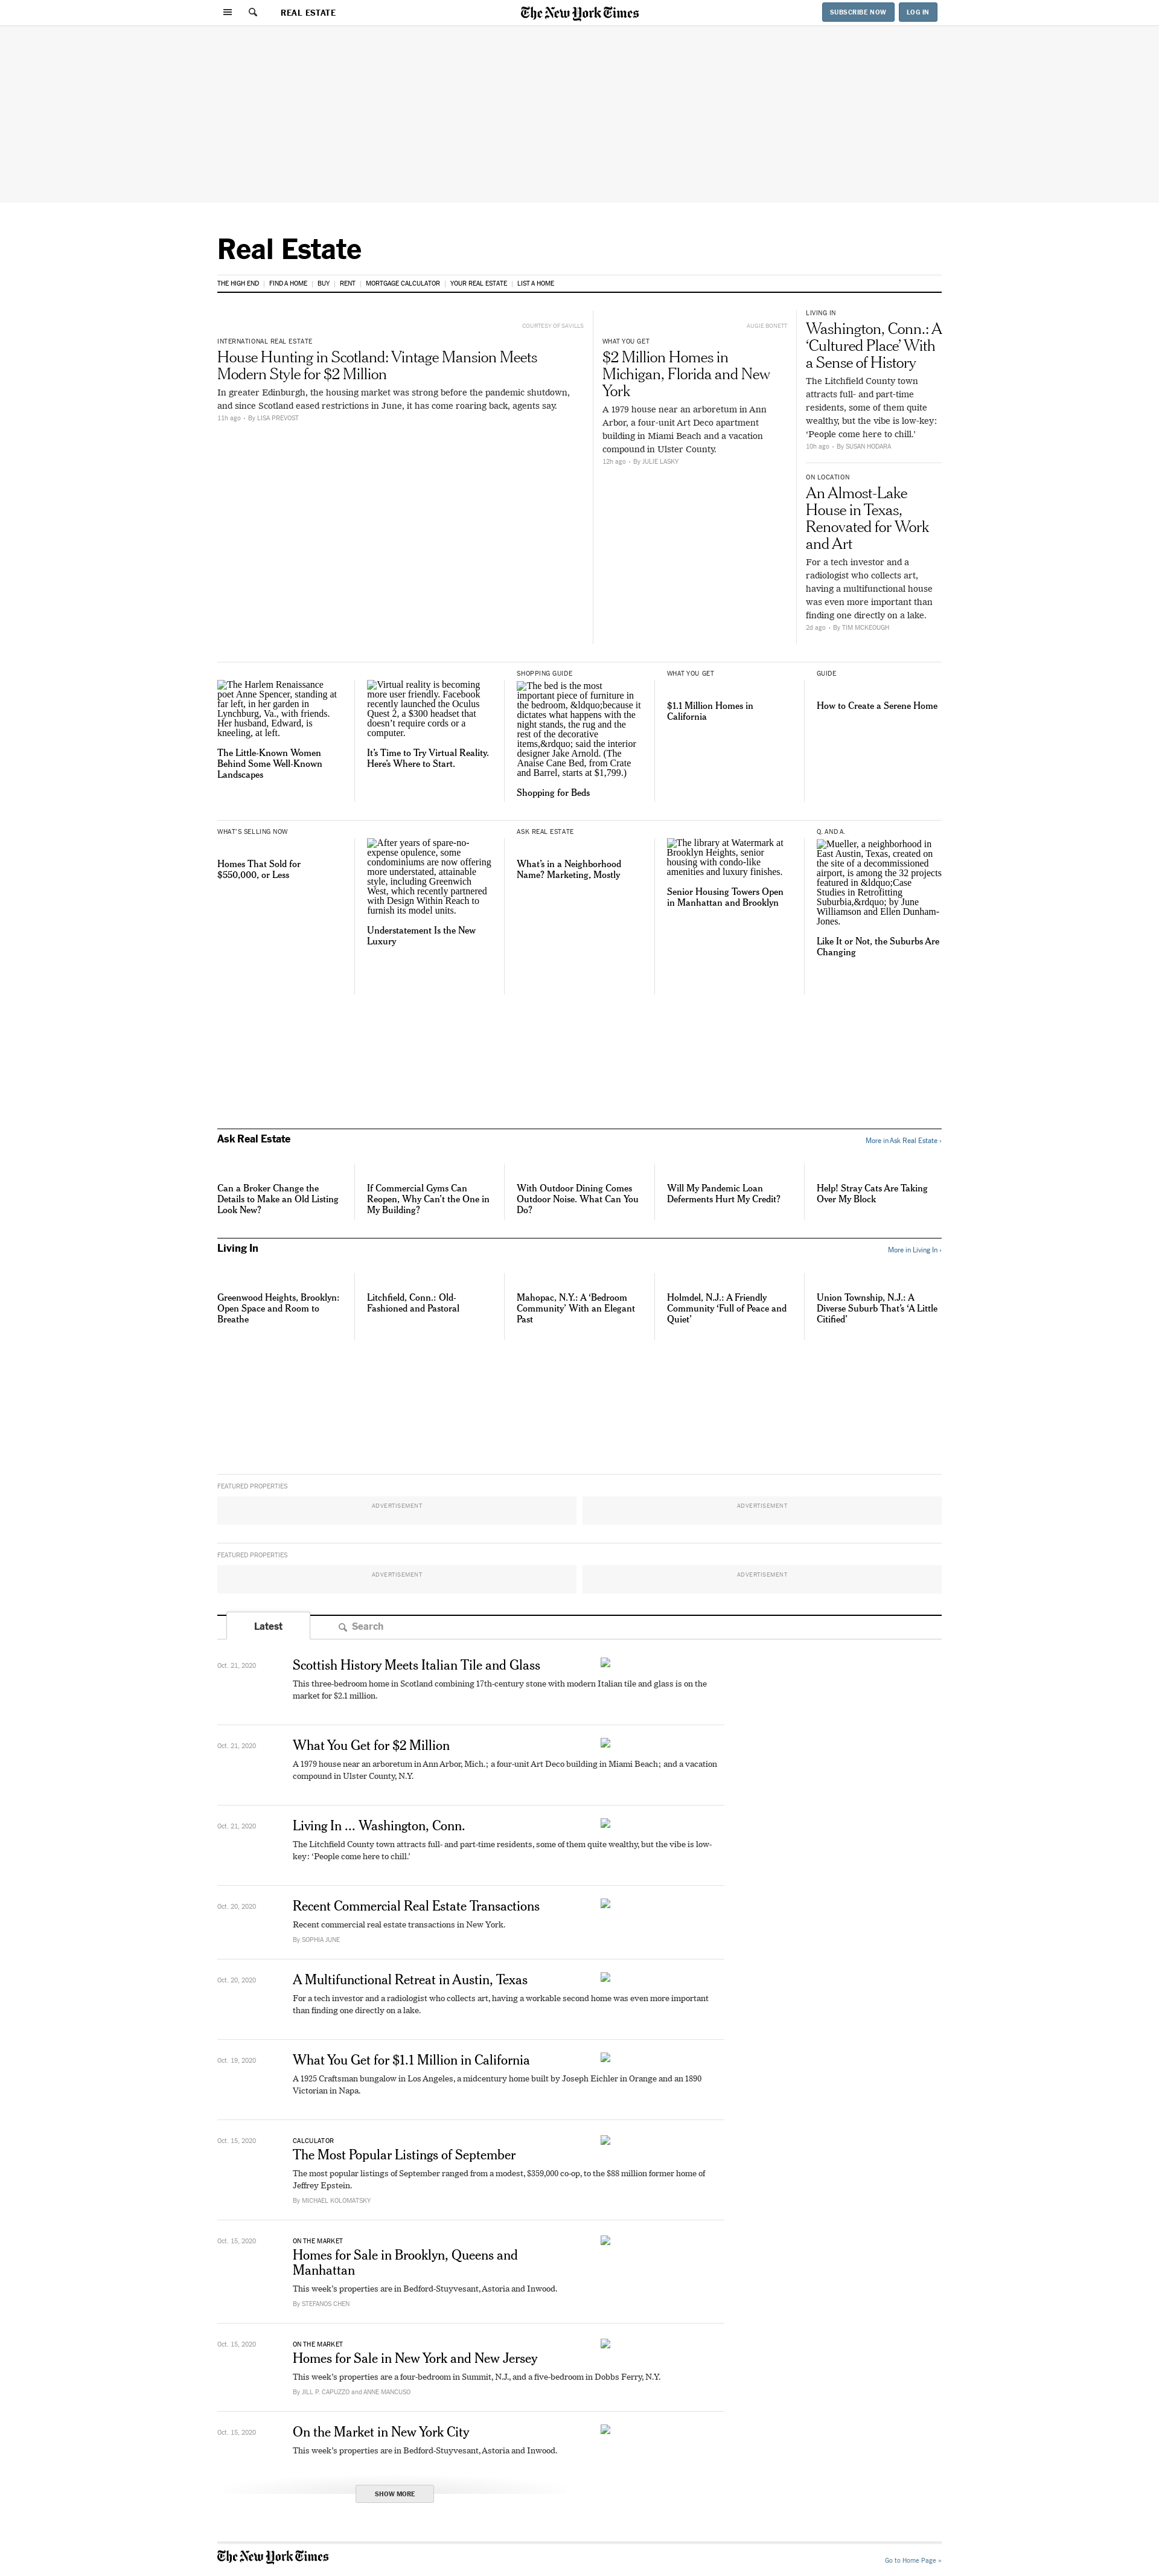 REAL ESTATE
The New York Times
SUBSCRIBE NOW
LOG IN
Real Estate
THE HIGH END
FIND A HOME
BUY
RENT
MORTGAGE CALCULATOR
YOUR REAL ESTATE
LIST A HOME
COURTESY OF SAVILLS
INTERNATIONAL REAL ESTATE
House Hunting in Scotland: Vintage Mansion Meets
Modern Style for $2 Million
In greater Edinburgh, the housing market was strong before the pandemic shutdown,
and since Scotland eased restrictions in June, it has come roaring back, agents say.
11h ago · By LISA PREVOST
AUGIE BONETT
WHAT YOU GET
$2 Million Homes in
Michigan, Florida and New
York
A 1979 house near an arboretum in Ann
Arbor, a four-unit Art Deco apartment
building in Miami Beach and a vacation
compound in Ulster County.
12h ago · By JULIE LASKY
LIVING IN
Washington, Conn.: A
‘Cultured Place’ With
a Sense of History
The Litchfield County town
attracts full- and part-time
residents, some of them quite
wealthy, but the vibe is low-key:
‘People come here to chill.’
10h ago · By SUSAN HODARA
ON LOCATION
An Almost-Lake
House in Texas,
Renovated for Work
and Art
For a tech investor and a
radiologist who collects art,
having a multifunctional house
was even more important than
finding one directly on a lake.
2d ago · By TIM MCKEOUGH
The Harlem Renaissance
poet Anne Spencer, standing at
far left, in her garden in
Lynchburg, Va., with friends.
Her husband, Edward, is
kneeling, at left.
The Little-Known Women
Behind Some Well-Known
Landscapes
Virtual reality is becoming
more user friendly. Facebook
recently launched the Oculus
Quest 2, a $300 headset that
doesn’t require cords or a
computer.
It’s Time to Try Virtual Reality.
Here’s Where to Start.
SHOPPING GUIDE
The bed is the most
important piece of furniture in
the bedroom, &ldquo;because it
dictates what happens with the
night stands, the rug and the
rest of the decorative
items,&rdquo; said the interior
designer Jake Arnold. (The
Anaise Cane Bed, from Crate
and Barrel, starts at $1,799.)
Shopping for Beds
WHAT YOU GET
$1.1 Million Homes in
California
GUIDE
How to Create a Serene Home
WHAT'S SELLING NOW
Homes That Sold for
$550,000, or Less
After years of spare-no-
expense opulence, some
condominiums are now offering
more understated, attainable
style, including Greenwich
West, which recently partnered
with Design Within Reach to
furnish its model units.
Understatement Is the New
Luxury
ASK REAL ESTATE
What’s in a Neighborhood
Name? Marketing, Mostly
The library at Watermark at
Brooklyn Heights, senior
housing with condo-like
amenities and luxury finishes.
Senior Housing Towers Open
in Manhattan and Brooklyn
Q. AND A.
Mueller, a neighborhood in
East Austin, Texas, created on
the site of a decommissioned
airport, is among the 32 projects
featured in &ldquo;Case
Studies in Retrofitting
Suburbia,&rdquo; by June
Williamson and Ellen Dunham-
Jones.
Like It or Not, the Suburbs Are
Changing
Ask Real Estate
More in Ask Real Estate ›
Can a Broker Change the
Details to Make an Old Listing
Look New?
If Commercial Gyms Can
Reopen, Why Can’t the One in
My Building?
With Outdoor Dining Comes
Outdoor Noise. What Can You
Do?
Will My Pandemic Loan
Deferments Hurt My Credit?
Help! Stray Cats Are Taking
Over My Block
Living In
More in Living In ›
Greenwood Heights, Brooklyn:
Open Space and Room to
Breathe
Litchfield, Conn.: Old-
Fashioned and Pastoral
Mahopac, N.Y.: A ‘Bedroom
Community’ With an Elegant
Past
Holmdel, N.J.: A Friendly
Community ‘Full of Peace and
Quiet’
Union Township, N.J.: A
Diverse Suburb That’s ‘A Little
Citified’
FEATURED PROPERTIES
ADVERTISEMENT
ADVERTISEMENT
FEATURED PROPERTIES
ADVERTISEMENT
ADVERTISEMENT
Latest
Search
Oct. 21, 2020
Scottish History Meets Italian Tile and Glass
This three-bedroom home in Scotland combining 17th-century stone with modern Italian tile and glass is on the
market for $2.1 million.
Oct. 21, 2020
What You Get for $2 Million
A 1979 house near an arboretum in Ann Arbor, Mich.; a four-unit Art Deco building in Miami Beach; and a vacation
compound in Ulster County, N.Y.
Oct. 21, 2020
Living In ... Washington, Conn.
The Litchfield County town attracts full- and part-time residents, some of them quite wealthy, but the vibe is low-
key: ‘People come here to chill.’
Oct. 20, 2020
Recent Commercial Real Estate Transactions
Recent commercial real estate transactions in New York.
By SOPHIA JUNE
Oct. 20, 2020
A Multifunctional Retreat in Austin, Texas
For a tech investor and a radiologist who collects art, having a workable second home was even more important
than finding one directly on a lake.
Oct. 19, 2020
What You Get for $1.1 Million in California
A 1925 Craftsman bungalow in Los Angeles, a midcentury home built by Joseph Eichler in Orange and an 1890
Victorian in Napa.
Oct. 15, 2020
CALCULATOR
The Most Popular Listings of September
The most popular listings of September ranged from a modest, $359,000 co-op, to the $88 million former home of
Jeffrey Epstein.
By MICHAEL KOLOMATSKY
Oct. 15, 2020
ON THE MARKET
Homes for Sale in Brooklyn, Queens and
Manhattan
This week’s properties are in Bedford-Stuyvesant, Astoria and Inwood.
By STEFANOS CHEN
Oct. 15, 2020
ON THE MARKET
Homes for Sale in New York and New Jersey
This week’s properties are a four-bedroom in Summit, N.J., and a five-bedroom in Dobbs Ferry, N.Y.
By JILL P. CAPUZZO and ANNE MANCUSO
Oct. 15, 2020
On the Market in New York City
This week’s properties are in Bedford-Stuyvesant, Astoria and Inwood.
SHOW MORE
The New York Times
Go to Home Page »